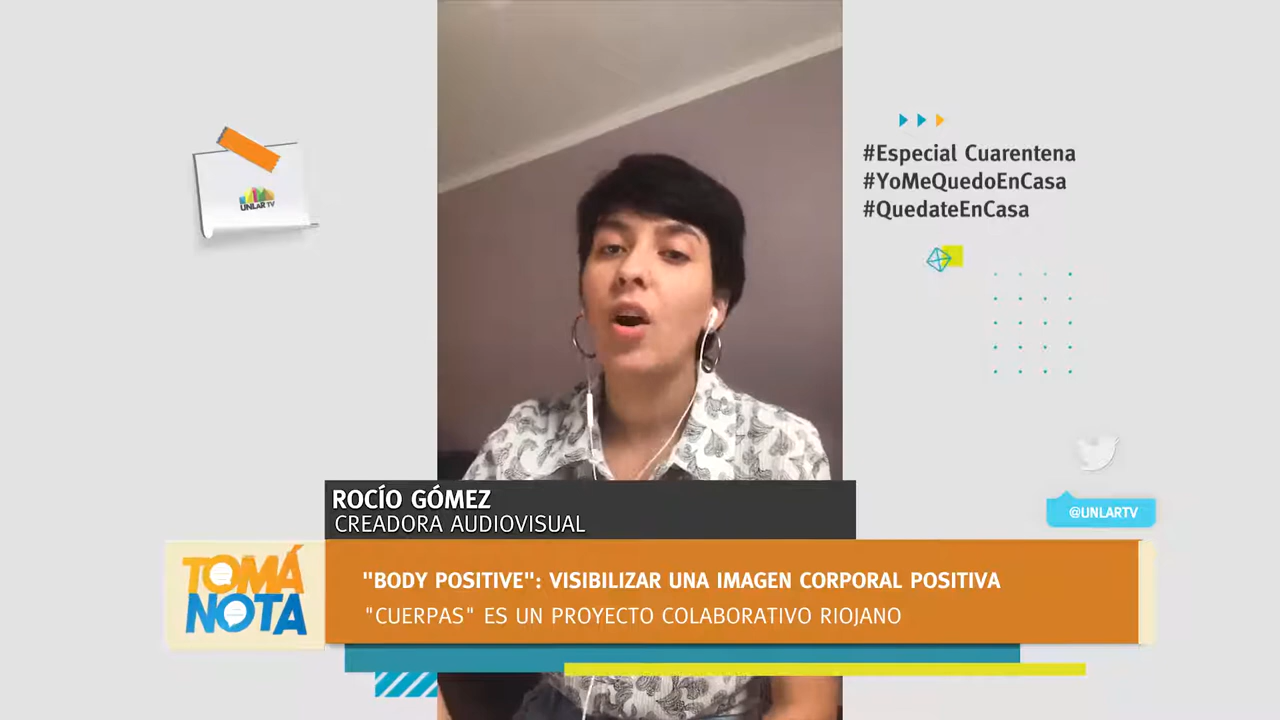 UNLAR TV
#Especial Cuarentena
#YoMeQuedoEnCasa
#QuedateEnCasa
@UNLARTV
ROCÍO GÓMEZ
CREADORA AUDIOVISUAL
TOMÁ
NOTA
"BODY POSITIVE": VISIBILIZAR UNA IMAGEN CORPORAL POSITIVA
"CUERPAS" ES UN PROYECTO COLABORATIVO RIOJANO